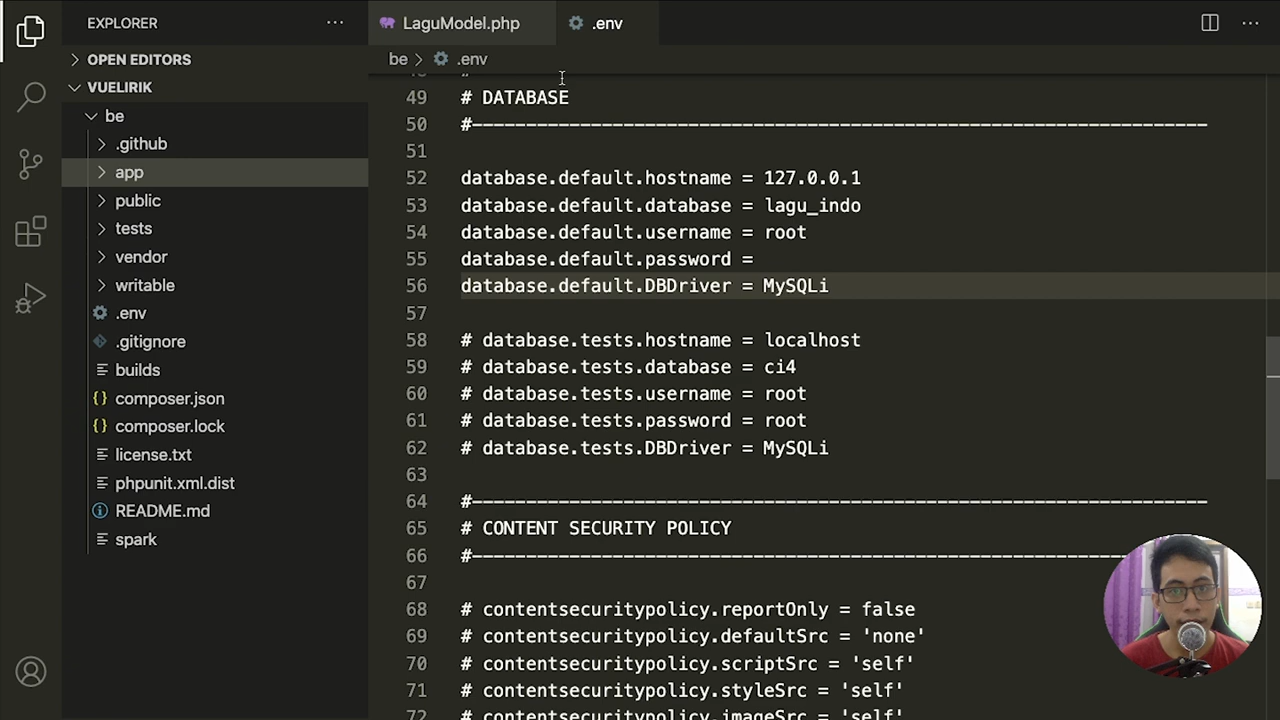 EXPLORER
LaguModel.php
.env
OPEN EDITORS
be > .env
VUELIRIK
be
.github
app
public
tests
vendor
writable
.env
.gitignore
builds
composer.json
composer.lock
license.txt
phpunit.xml.dist
README.md
spark
49 # DATABASE
50 #--------------------------------------------------------------------
51
52 database.default.hostname = 127.0.0.1
53 database.default.database = lagu_indo
54 database.default.username = root
55 database.default.password =
56 database.default.DBDriver = MySQLi
57
58 # database.tests.hostname = localhost
59 # database.tests.database = ci4
60 # database.tests.username = root
61 # database.tests.password = root
62 # database.tests.DBDriver = MySQLi
63
64 #--------------------------------------------------------------------
65 # CONTENT SECURITY POLICY
66 #--------------------------------------------------------------------
67
68 # contentsecuritypolicy.reportOnly = false
69 # contentsecuritypolicy.defaultSrc = 'none'
70 # contentsecuritypolicy.scriptSrc = 'self'
71 # contentsecuritypolicy.styleSrc = 'self'
72 # contentsecuritypolicy.imageSrc = 'self'